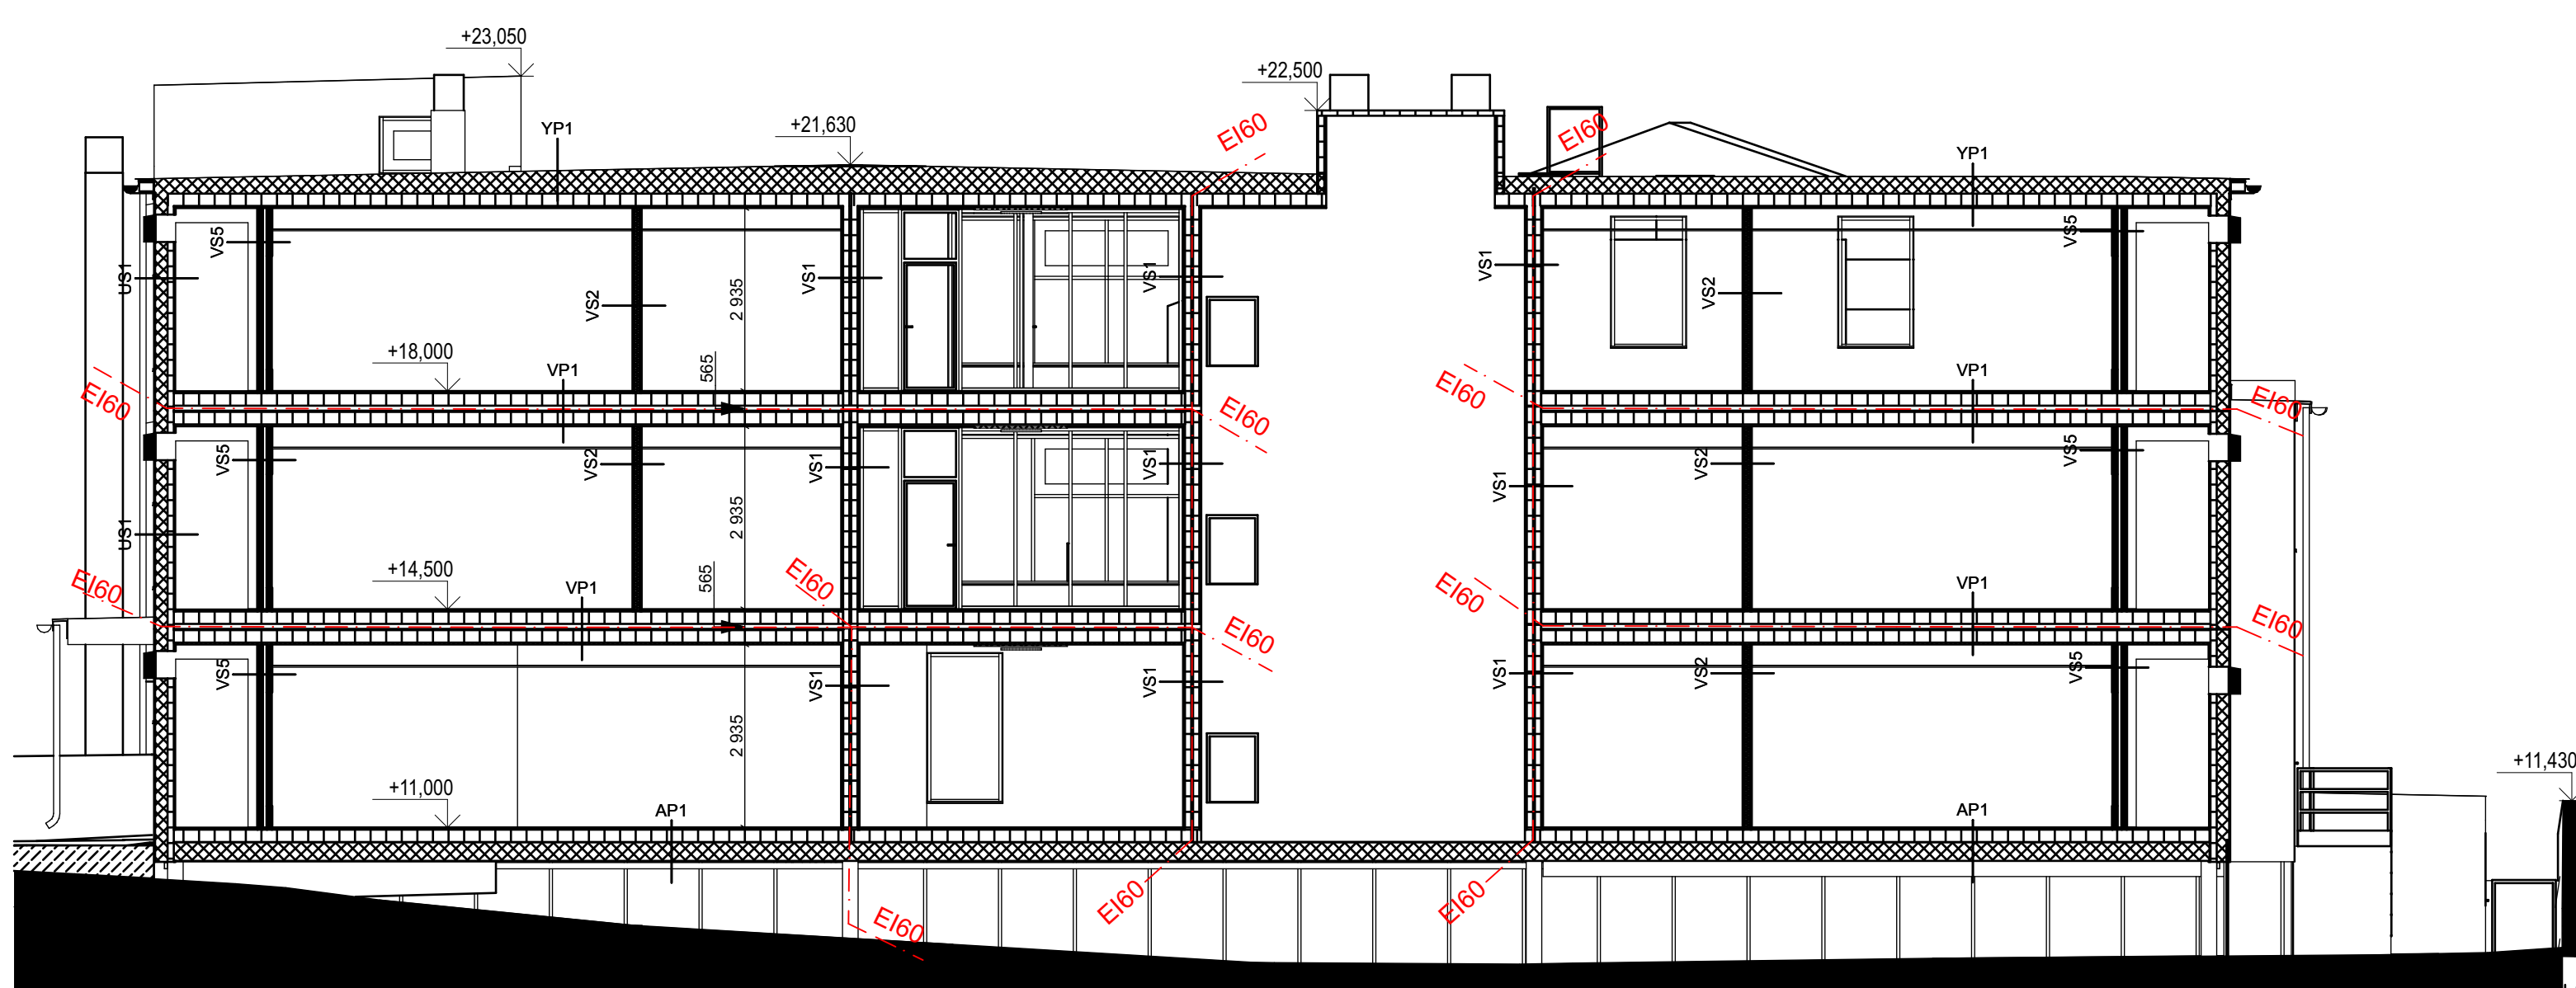 +23,050
+22,500
+21,630
YP1
EI60
EI60
YP1
VS5
US1
VS2
2 935
VS1
VS1
VS1
VS2
VS5
+18,000
VP1
565
VP1
EI60
EI60
EI60
EI60
VS5
VS2
VS1
VS1
VS1
VS2
VS5
US1
2 935
+14,500
VP1
565
EI60
EI60
EI60
EI60
VP1
EI60
VS5
VS1
VS1
VS1
VS2
VS5
2 935
+11,000
AP1
AP1
+11,430
EI60
EI60
EI60